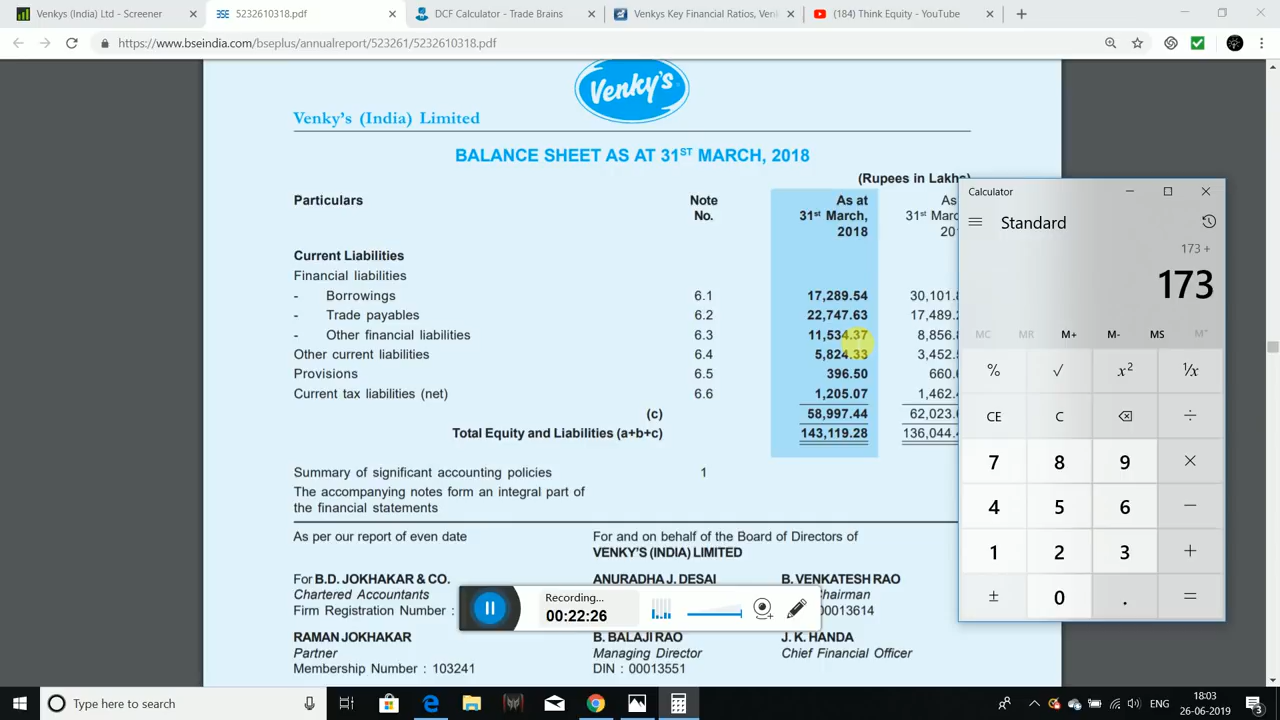 Venkys (India) Ltd - Screener
5232610318.pdf
DCF Calculator - Trade Brains
Venkys Key Financial Ratios, Venk
(184) Think Equity - YouTube
https://www.bseindia.com/bseplus/annualreport/523261/5232610318.pdf
Venky's
Venky's (India) Limited
BALANCE SHEET AS AT 31ST MARCH, 2018
(Rupees in Lakhs)
Particulars Note No. As at 31st March, 2018
Current Liabilities
Financial liabilities
- Borrowings 6.1 17,289.54 30,101.
- Trade payables 6.2 22,747.63 17,489.
- Other financial liabilities 6.3 11,534.37 8,856.
Other current liabilities 6.4 5,824.33 3,452.
Provisions 6.5 396.50 660.
Current tax liabilities (net) 6.6 1,205.07 1,462.
(c) 58,997.44 62,023.
Total Equity and Liabilities (a+b+c) 143,119.28 136,044.
Summary of significant accounting policies 1
The accompanying notes form an integral part of
the financial statements
As per our report of even date For and on behalf of the Board of Directors of
VENKY'S (INDIA) LIMITED
For B.D. JOKHAKAR & CO. ANURADHA J. DESAI B. VENKATESH RAO
Chartered Accountants Chairman
Firm Registration Number : 00013614
RAMAN JOKHAKAR B. BALAJI RAO J. K. HANDA
Partner Managing Director Chief Financial Officer
Membership Number : 103241 DIN : 00013551
Recording...
00:22:26
Calculator
Standard
173 +
173
MC MR M+ M- MS M
% √ x² ¹/x
CE C ÷
7 8 9 ×
4 5 6 −
1 2 3 +
± 0 . =
Type here to search
ENG
18:03
26-06-2019
3